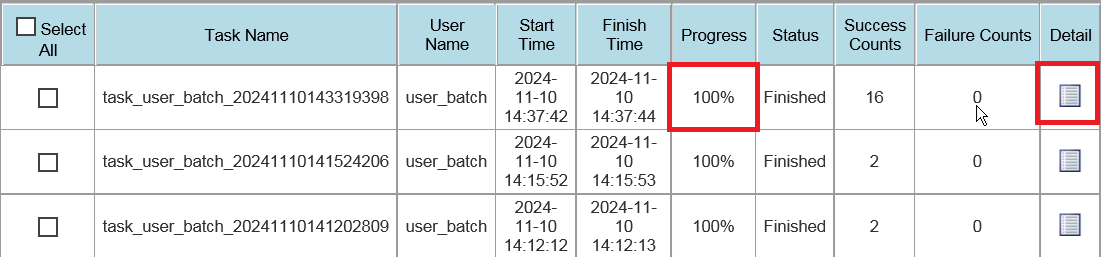 Select All Task Name User Name Start Time Finish Time Progress Status Success Counts Failure Counts Detail
task_user_batch_20241110143319398 user_batch 2024-11-10 14:37:42 2024-11-10 14:37:44 100% Finished 16 0
task_user_batch_20241110141524206 user_batch 2024-11-10 14:15:52 2024-11-10 14:15:53 100% Finished 2 0
task_user_batch_20241110141202809 user_batch 2024-11-10 14:12:12 2024-11-10 14:12:13 100% Finished 2 0